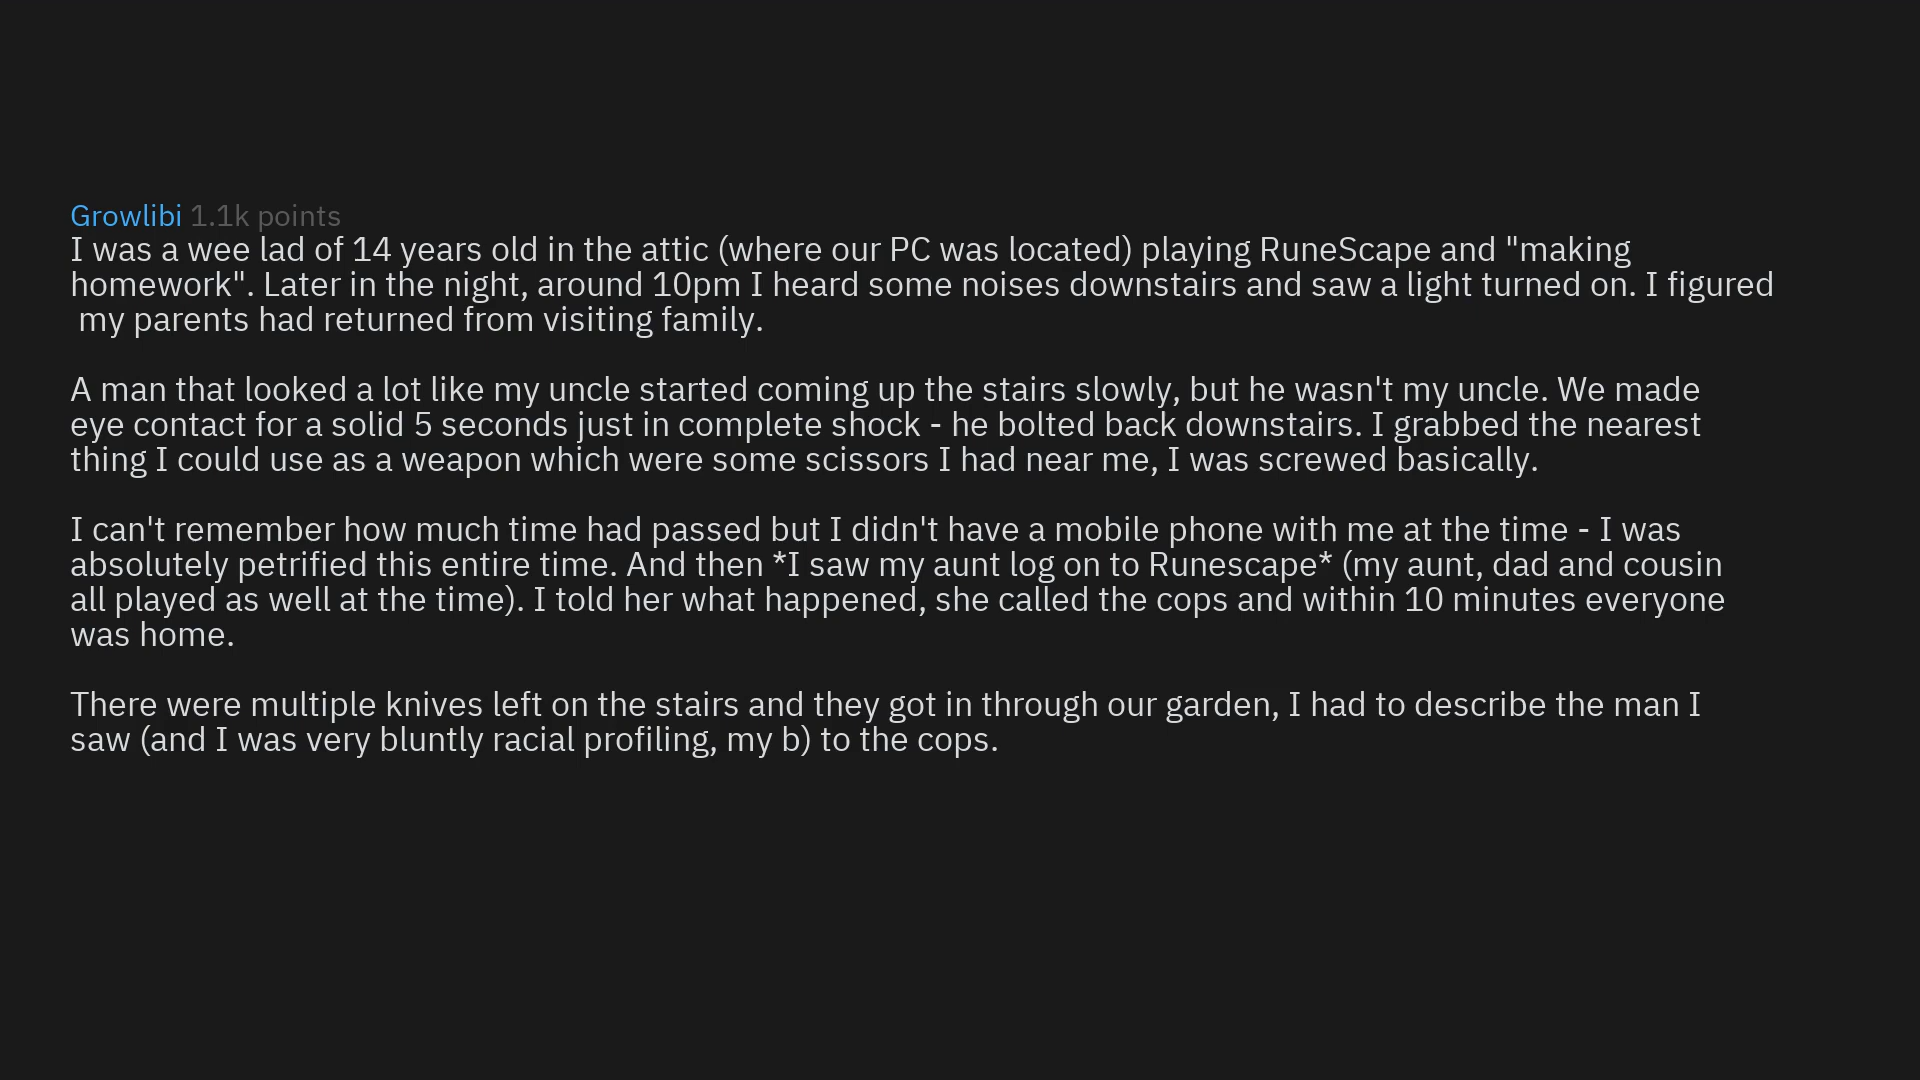 Growlibi 1.1k points
I was a wee lad of 14 years old in the attic (where our PC was located) playing RuneScape and "making
homework". Later in the night, around 10pm I heard some noises downstairs and saw a light turned on. I figured
my parents had returned from visiting family.
A man that looked a lot like my uncle started coming up the stairs slowly, but he wasn't my uncle. We made
eye contact for a solid 5 seconds just in complete shock - he bolted back downstairs. I grabbed the nearest
thing I could use as a weapon which were some scissors I had near me, I was screwed basically.
I can't remember how much time had passed but I didn't have a mobile phone with me at the time - I was
absolutely petrified this entire time. And then *I saw my aunt log on to Runescape* (my aunt, dad and cousin
all played as well at the time). I told her what happened, she called the cops and within 10 minutes everyone
was home.
There were multiple knives left on the stairs and they got in through our garden, I had to describe the man I
saw (and I was very bluntly racial profiling, my b) to the cops.